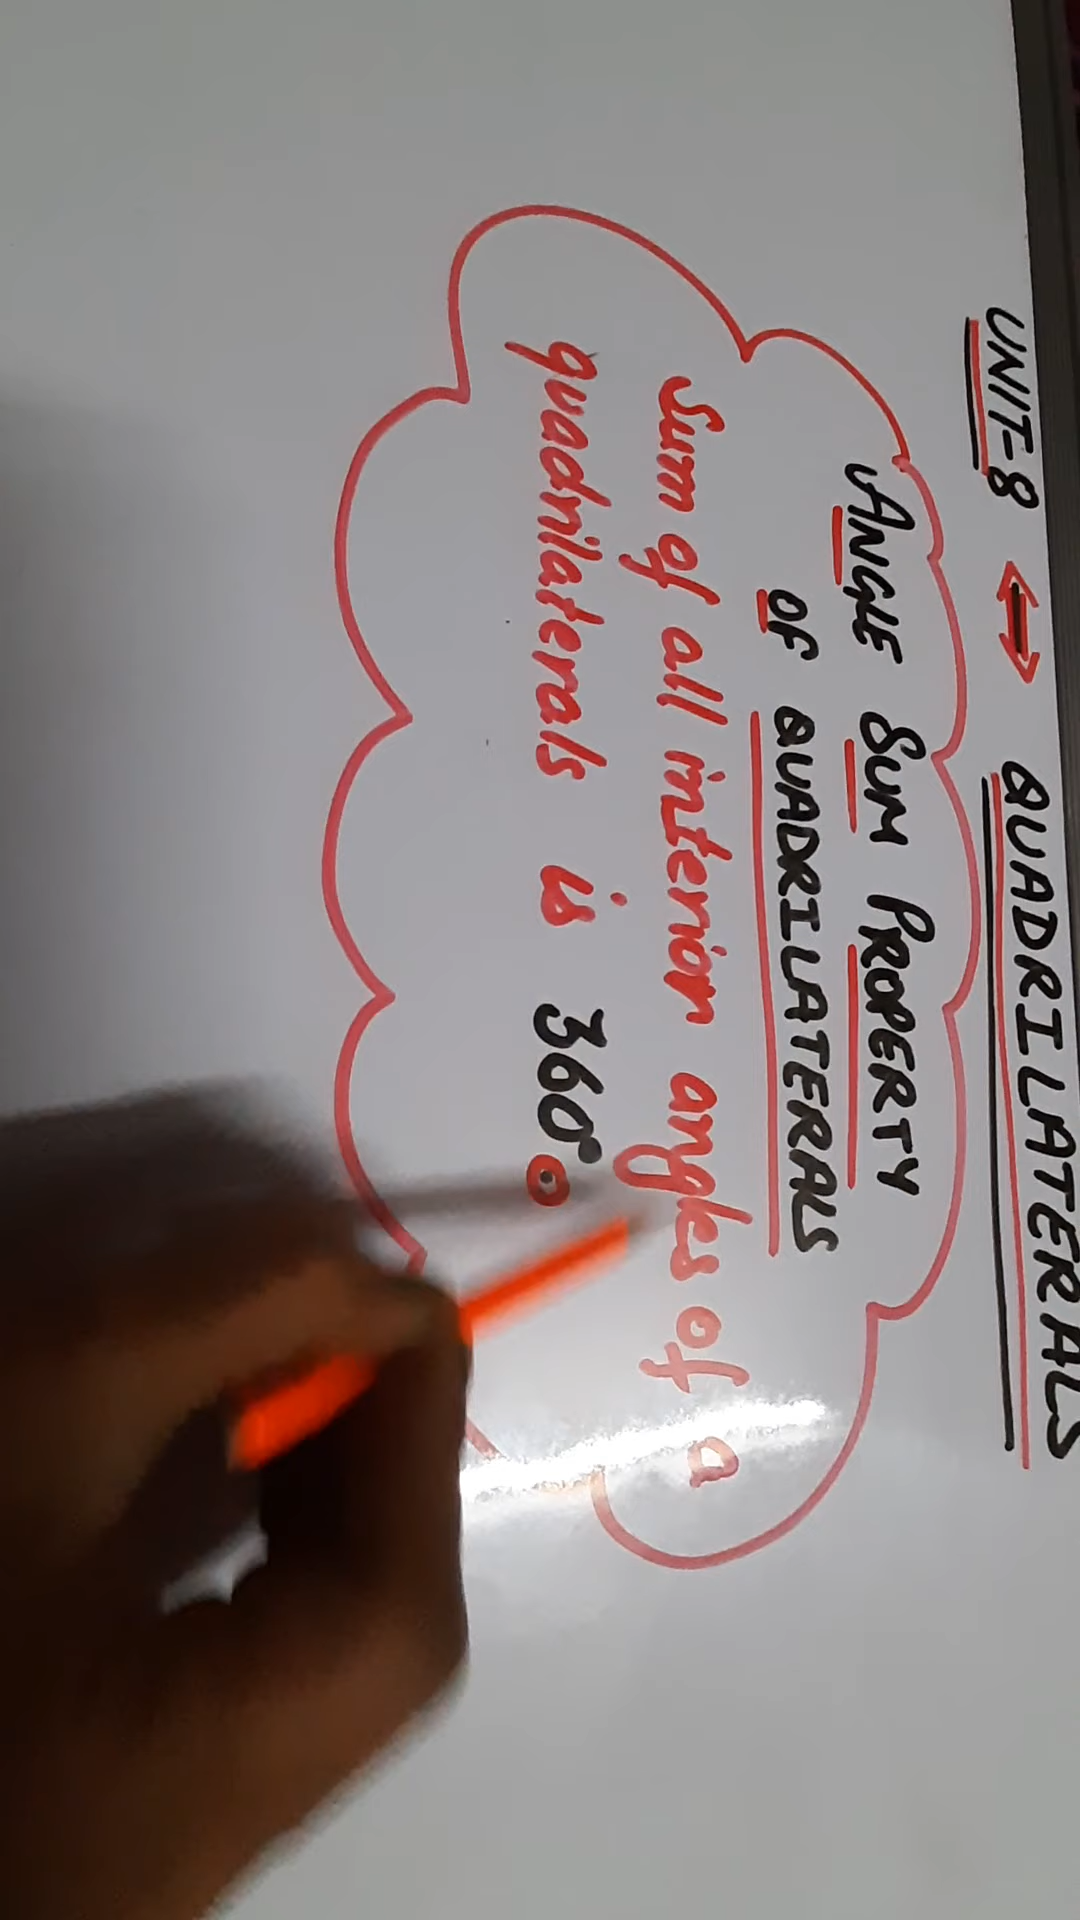 UNIT-8 ↔ QUADRILATERALS
ANGLE SUM PROPERTY
OF QUADRILATERALS
Sum of all interior angles of a
quadrilaterals is 360°.